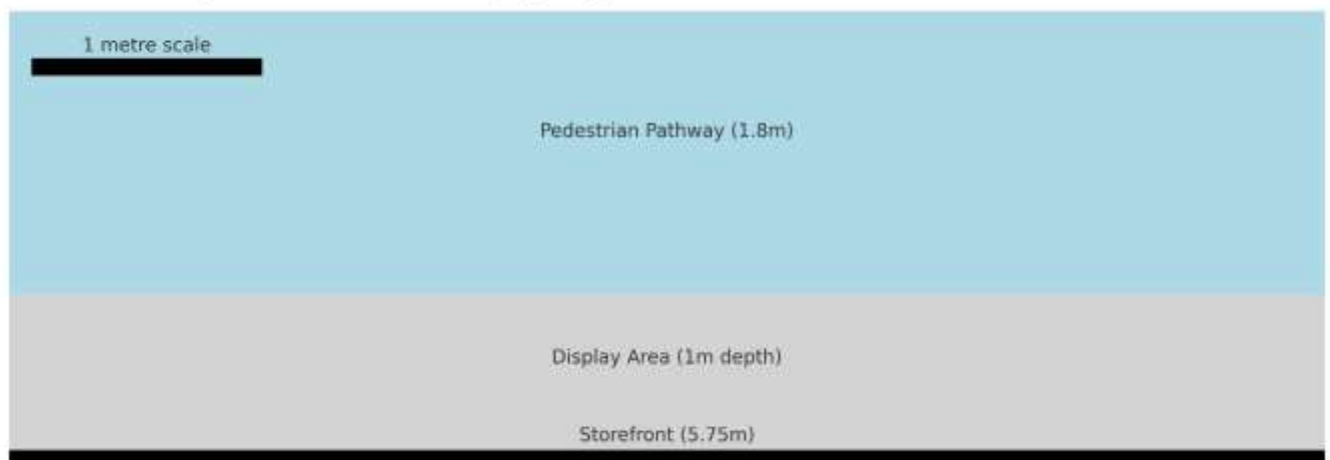 1 metre scale
Pedestrian Pathway (1.8m)
Display Area (1m depth)
Storefront (5.75m)